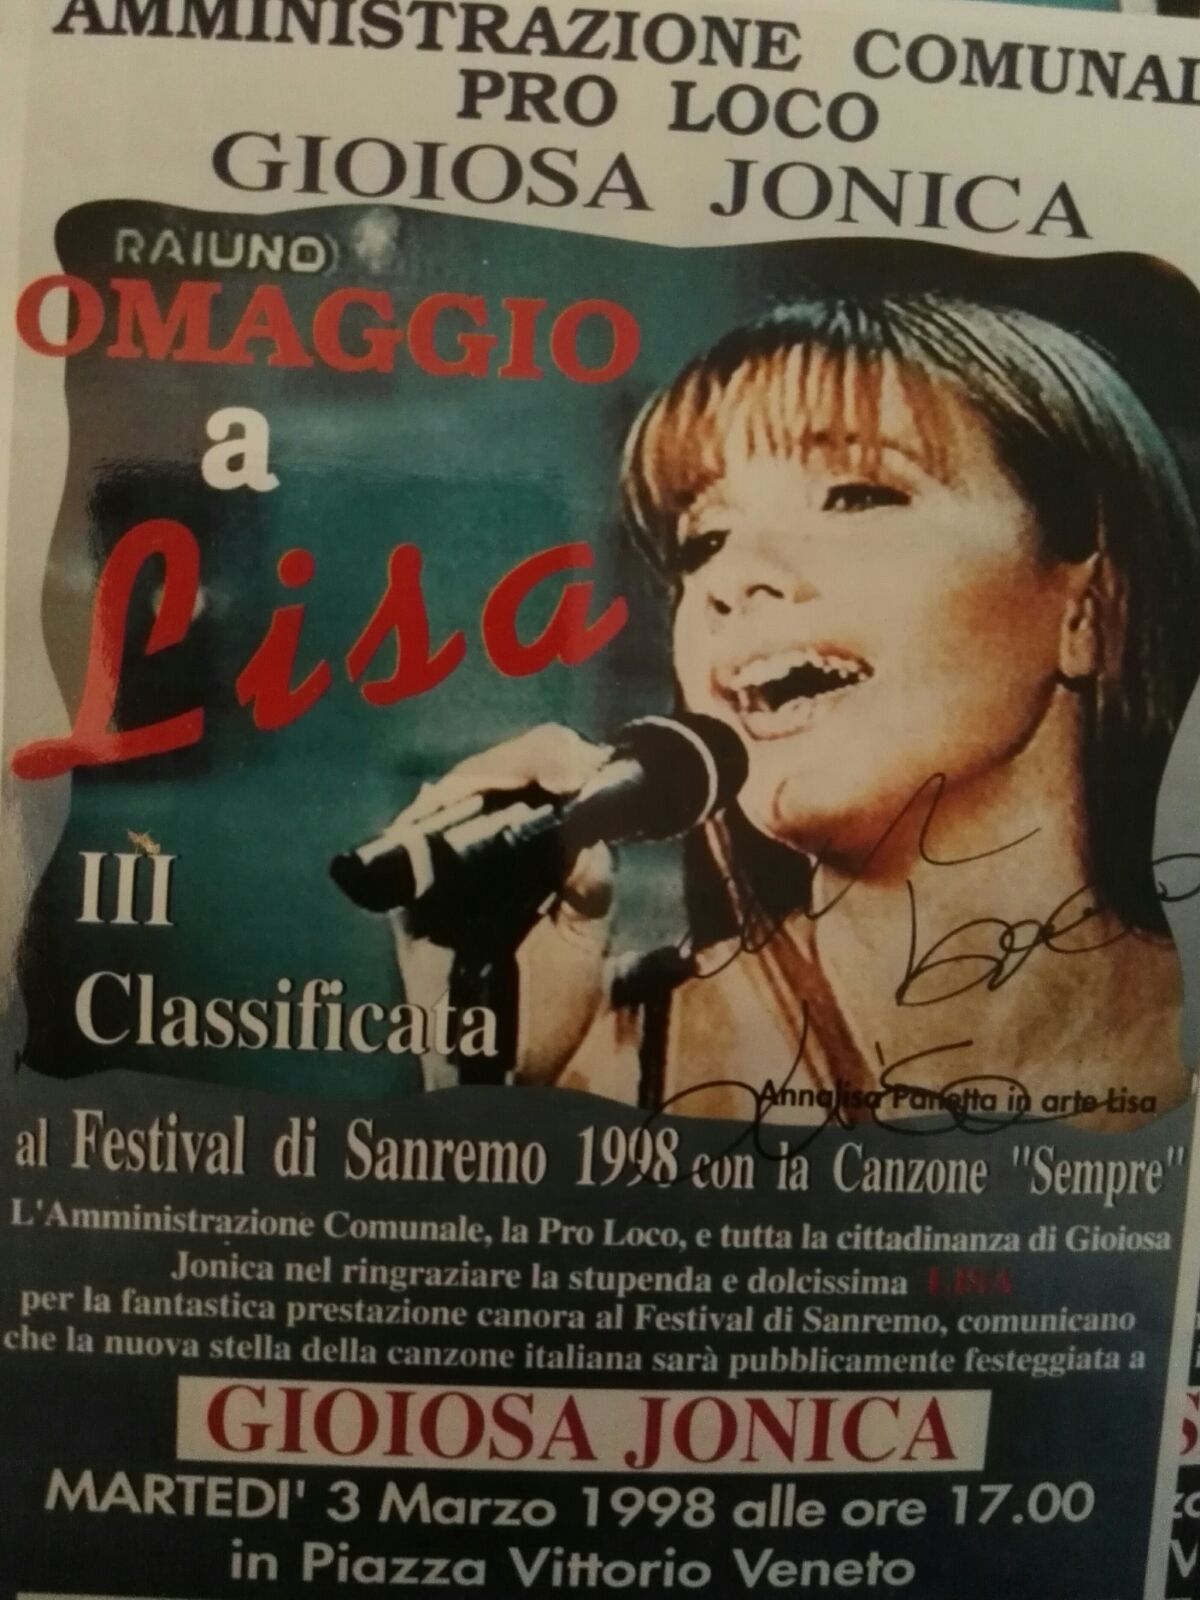 AMMINISTRAZIONE COMUNAL
PRO LOCO
GIOIOSA JONICA
RAIUNO
OMAGGIO
a
Lisa
III
Classificata
Annalisa Panetta in arte Lisa
al Festival di Sanremo 1998 con la Canzone "Sempre"
L'Amministrazione Comunale, la Pro Loco, e tutta la cittadinanza di Gioiosa
Jonica nel ringraziare la stupenda e dolcissima LISA
per la fantastica prestazione canora al Festival di Sanremo, comunicano
che la nuova stella della canzone italiana sarà pubblicamente festeggiata a
GIOIOSA JONICA
MARTEDI' 3 Marzo 1998 alle ore 17.00
in Piazza Vittorio Veneto